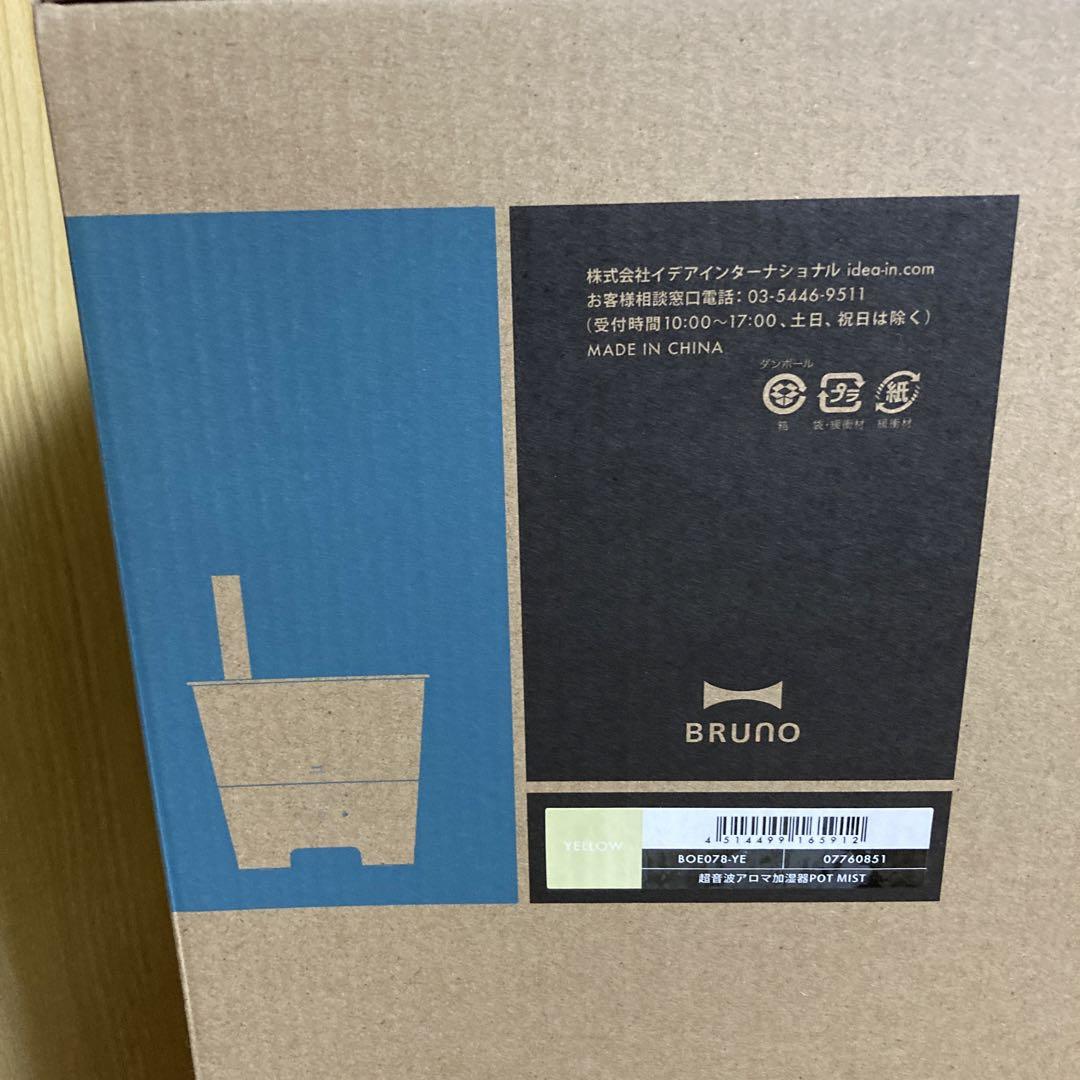 株式会社イデアインターナショナル idea-in.com
お客様相談窓口電話：03-5446-9511
（受付時間10:00〜17:00、土日、祝日は除く）
MADE IN CHINA
ダンボール
プラ
紙
箱
袋・緩衝材
緩衝材
BRUNO
YELLOW
4 514499 165912
BOE078-YE
07760851
超音波アロマ加湿器POT MIST